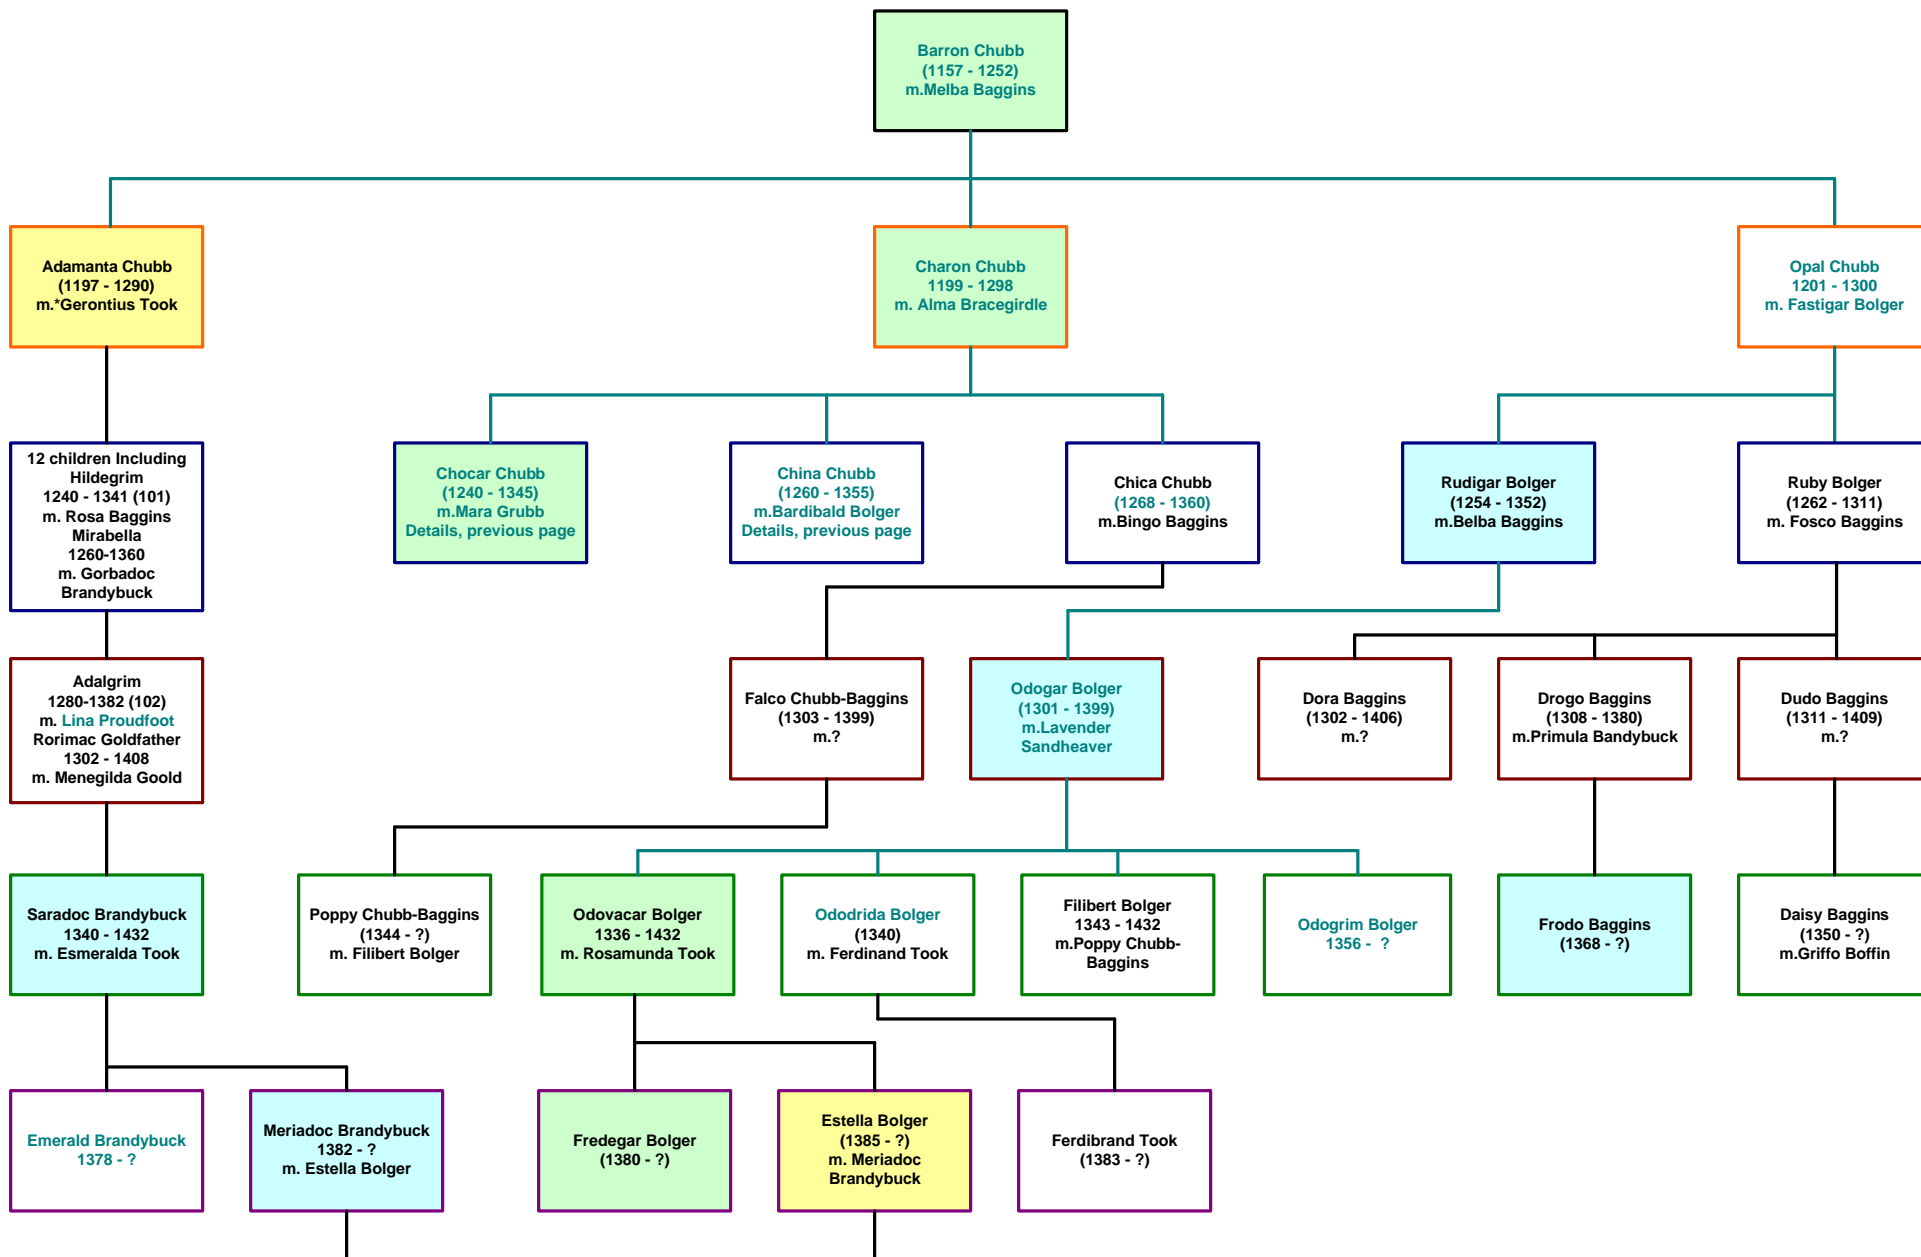 Barron Chubb
(1157 - 1252)
m.Melba Baggins
Adamanta Chubb
(1197 - 1290)
m.*Gerontius Took
Charon Chubb
1199 - 1298
m. Alma Bracegirdle
Opal Chubb
1201 - 1300
m. Fastigar Bolger
12 children Including
Hildegrim
1240 - 1341 (101)
m. Rosa Baggins
Mirabella
1260-1360
m. Gorbadoc
Brandybuck
Chocar Chubb
(1240 - 1345)
m.Mara Grubb
Details, previous page
China Chubb
(1260 - 1355)
m.Bardibald Bolger
Details, previous page
Chica Chubb
(1268 - 1360)
m.Bingo Baggins
Rudigar Bolger
(1254 - 1352)
m.Belba Baggins
Ruby Bolger
(1262 - 1311)
m. Fosco Baggins
Adalgrim
1280-1382 (102)
m. Lina Proudfoot
Rorimac Goldfather
1302 - 1408
m. Menegilda Goold
Falco Chubb-Baggins
(1303 - 1399)
m.?
Odogar Bolger
(1301 - 1399)
m.Lavender
Sandheaver
Dora Baggins
(1302 - 1406)
m.?
Drogo Baggins
(1308 - 1380)
m.Primula Bandybuck
Dudo Baggins
(1311 - 1409)
m.?
Saradoc Brandybuck
1340 - 1432
m. Esmeralda Took
Poppy Chubb-Baggins
(1344 - ?)
m. Filibert Bolger
Odovacar Bolger
1336 - 1432
m. Rosamunda Took
Ododrida Bolger
(1340)
m. Ferdinand Took
Filibert Bolger
1343 - 1432
m.Poppy Chubb-
Baggins
Odogrim Bolger
1356 - ?
Frodo Baggins
(1368 - ?)
Daisy Baggins
(1350 - ?)
m.Griffo Boffin
Emerald Brandybuck
1378 - ?
Meriadoc Brandybuck
1382 - ?
m. Estella Bolger
Fredegar Bolger
(1380 - ?)
Estella Bolger
(1385 - ?)
m. Meriadoc
Brandybuck
Ferdibrand Took
(1383 - ?)